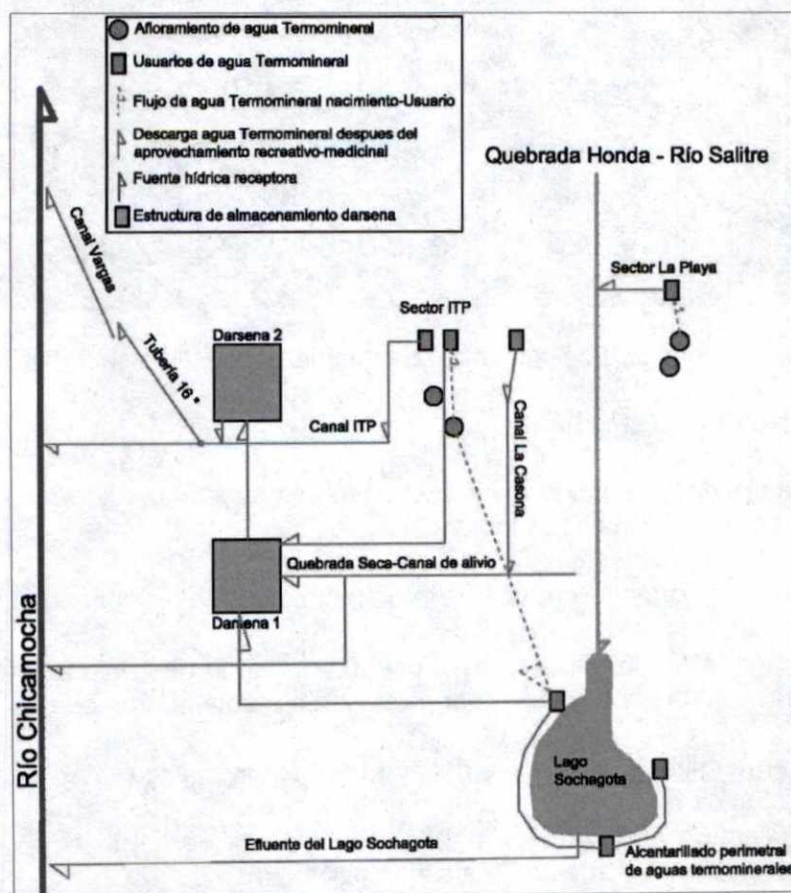 Afloramiento de agua Termomineral
Usuarios de agua Termomineral
Flujo de agua Termomineral nacimiento-Usuario
Descarga agua Termomineral despues del
aprovechamiento recreativo-medicinal
Fuente hídrica receptora
Estructura de almacenamiento darsena
Quebrada Honda - Río Salitre
Canal Vargas
Tubería 16 "
Sector La Playa
Sector ITP
Darsena 2
Canal ITP
Canal La Casona
Quebrada Seca-Canal de alivio
Darsena 1
Río Chicamocha
Lago
Sochagota
Efluente del Lago Sochagota
Alcantarillado perimetral
de aguas termominerales